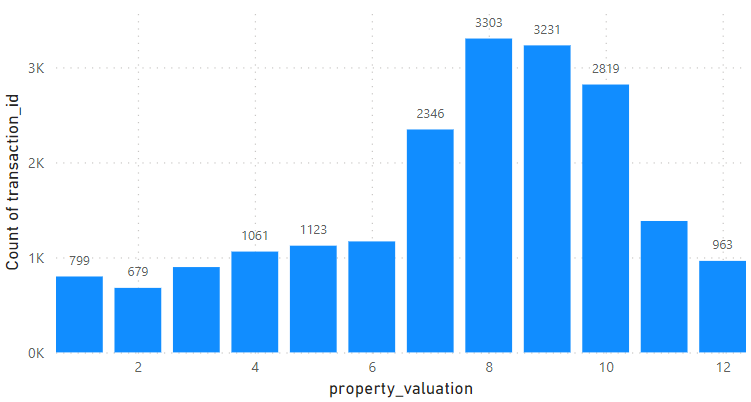 Count of transaction_id
3K
2K
1K
0K
799
679
1061
1123
2346
3303
3231
2819
963
2
4
6
8
10
12
property_valuation